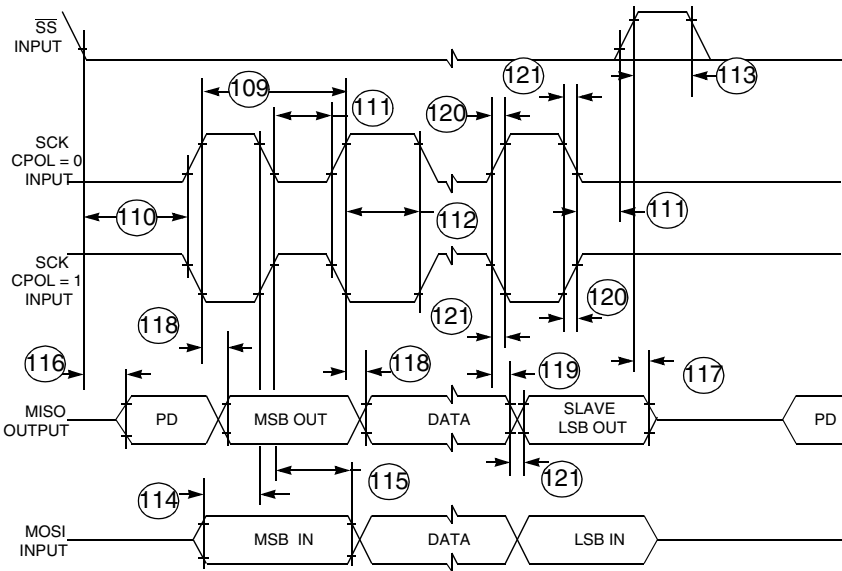 SS
INPUT
109
121
113
111
120
SCK
CPOL = 0
INPUT
110
112
111
SCK
CPOL = 1
INPUT
118
121
120
116
118
119
117
MISO
OUTPUT
PD
MSB OUT
DATA
SLAVE
LSB OUT
PD
114
115
121
MOSI
INPUT
MSB IN
DATA
LSB IN